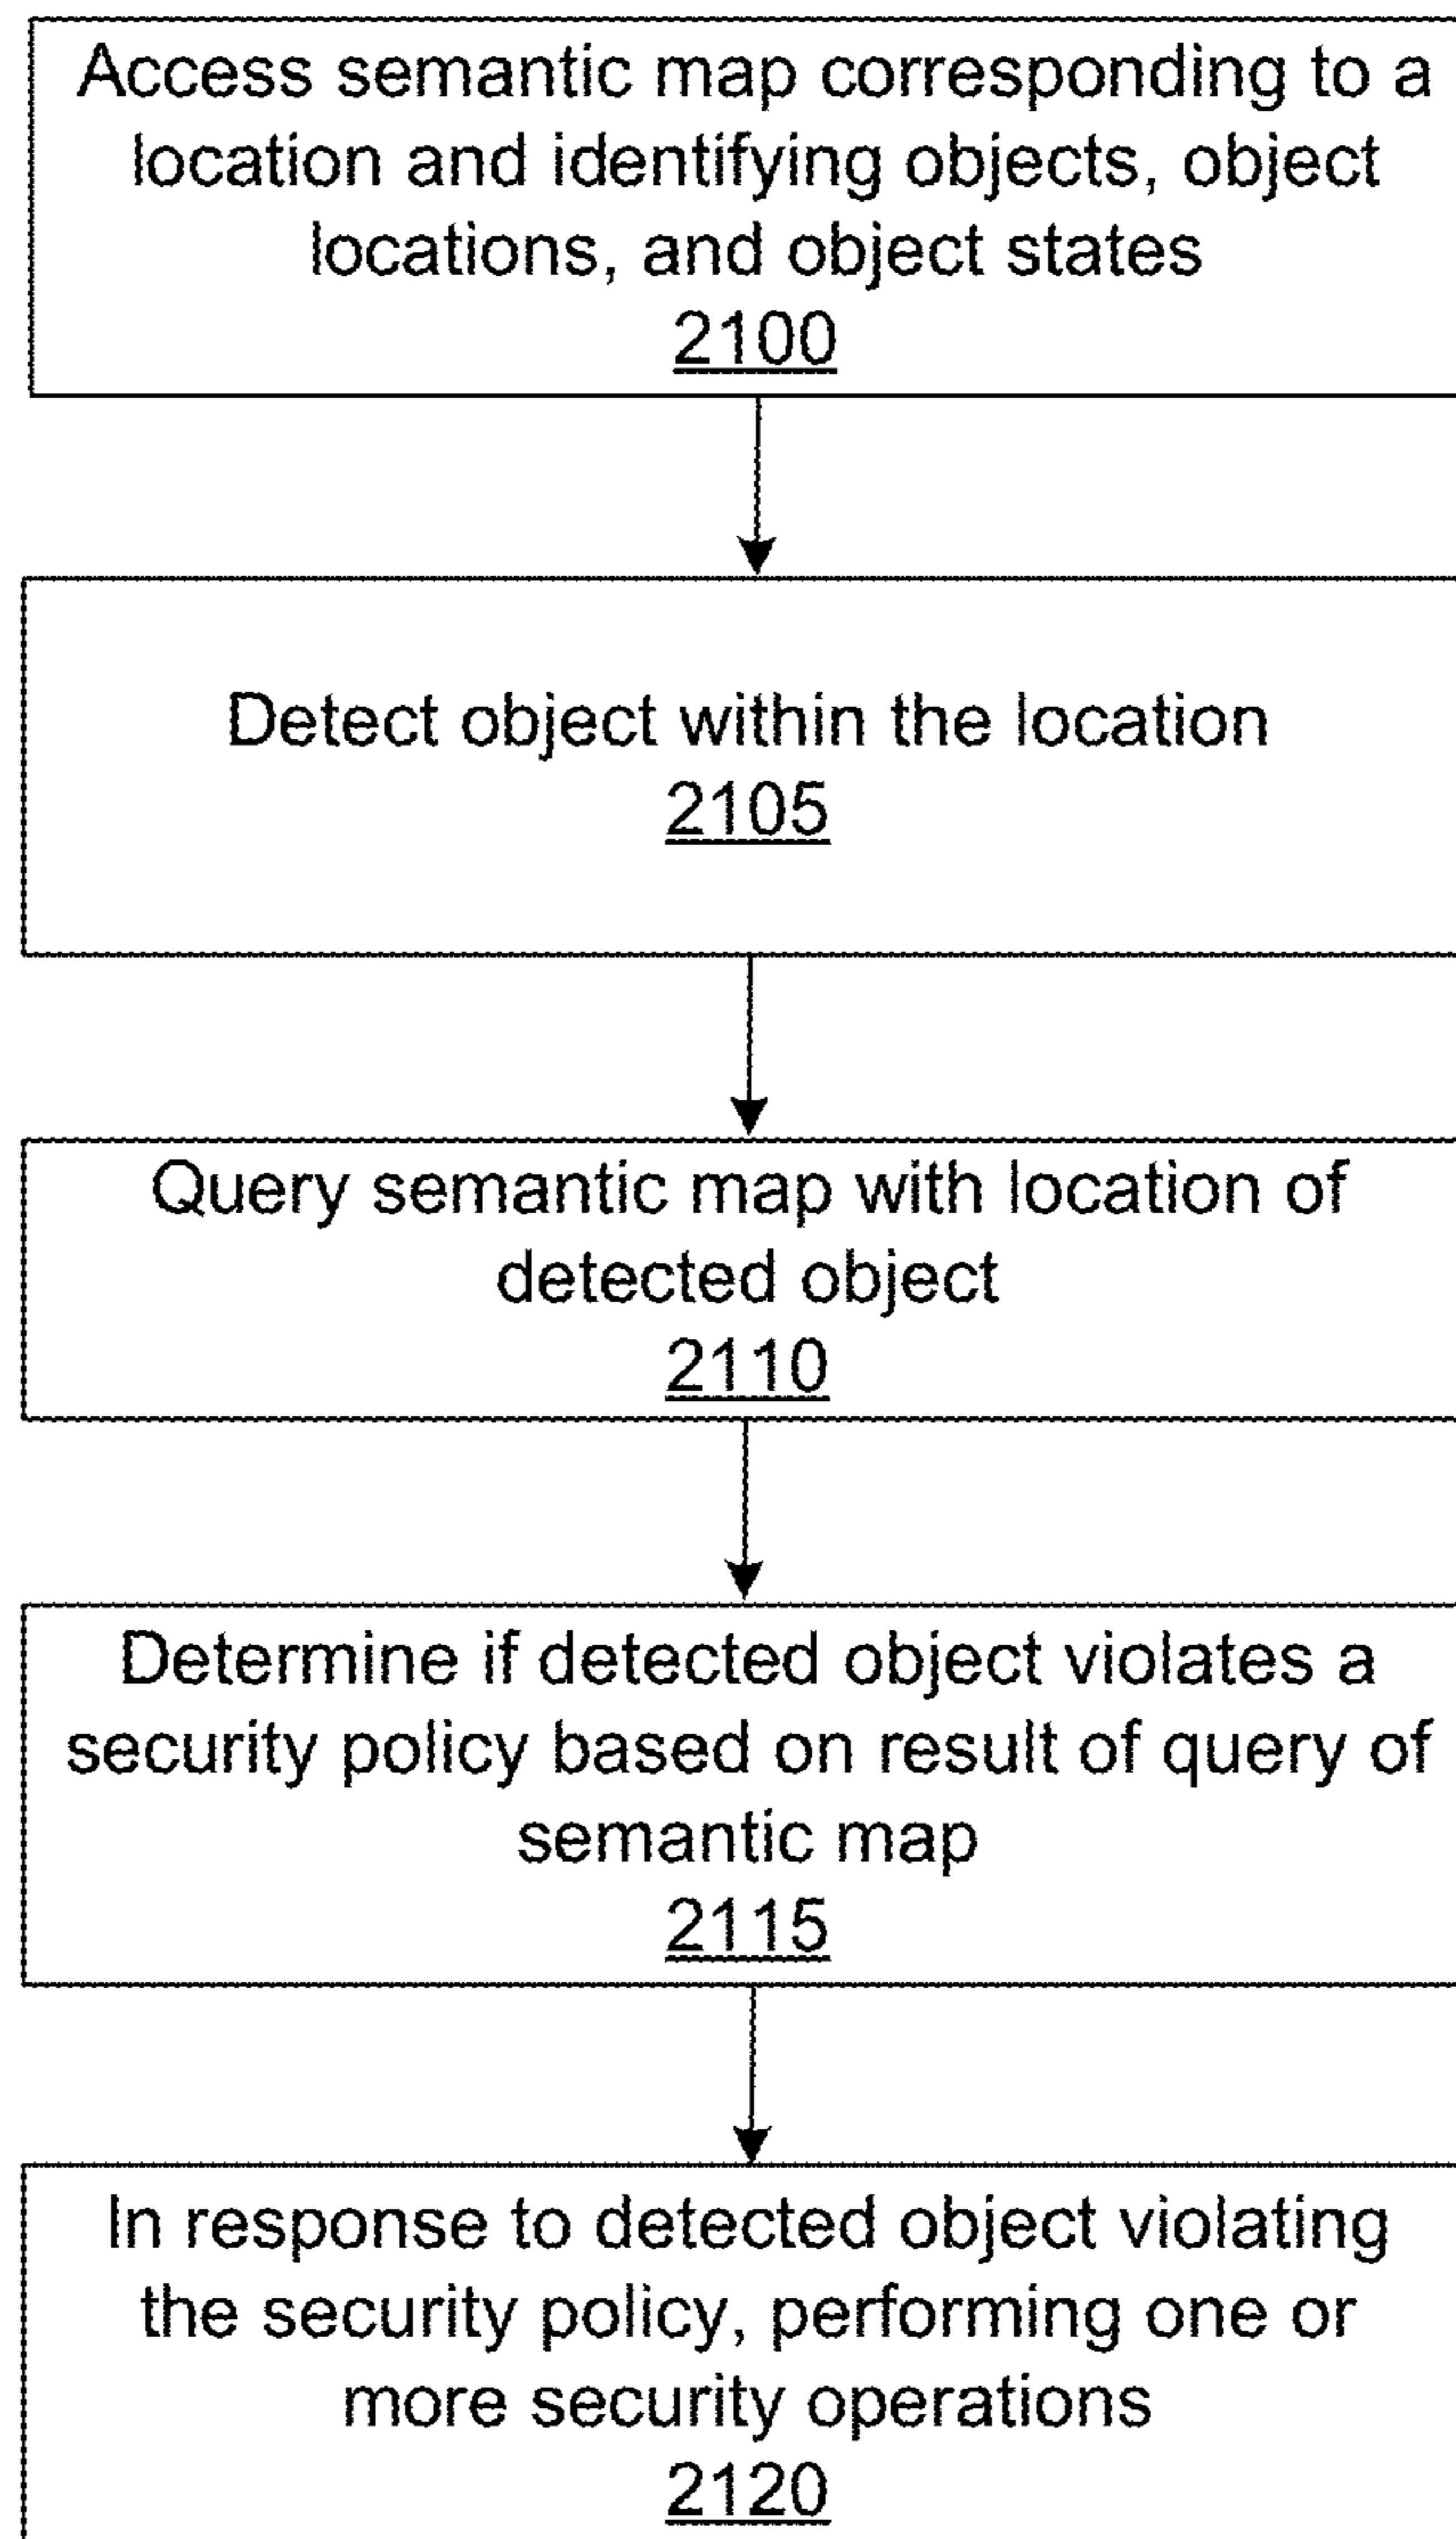 Access semantic map corresponding to a
location and identifying objects, object
locations, and object states
2100
Detect object within the location
2105
Query semantic map with location of
detected object
2110
Determine if detected object violates a
security policy based on result of query of
semantic map
2115
In response to detected object violating
the security policy, performing one or
more security operations
2120